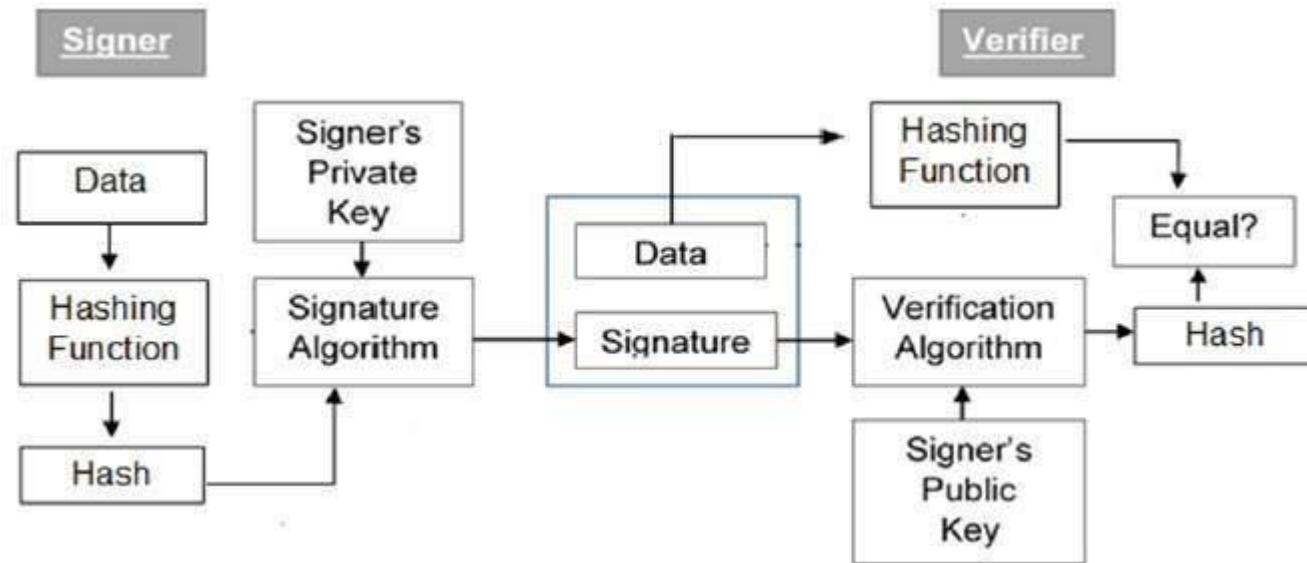 Signer
Verifier
Data
Hashing
Function
Hash
Signer's
Private
Key
Signature
Algorithm
Data
Signature
Hashing
Function
Verification
Algorithm
Signer's
Public
Key
Equal?
Hash